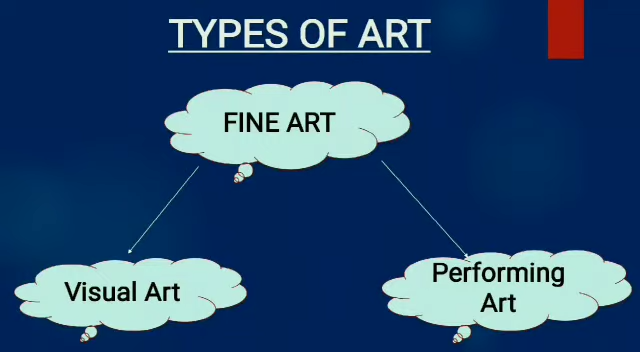 TYPES OF ART
FINE ART
Visual Art
Performing
Art